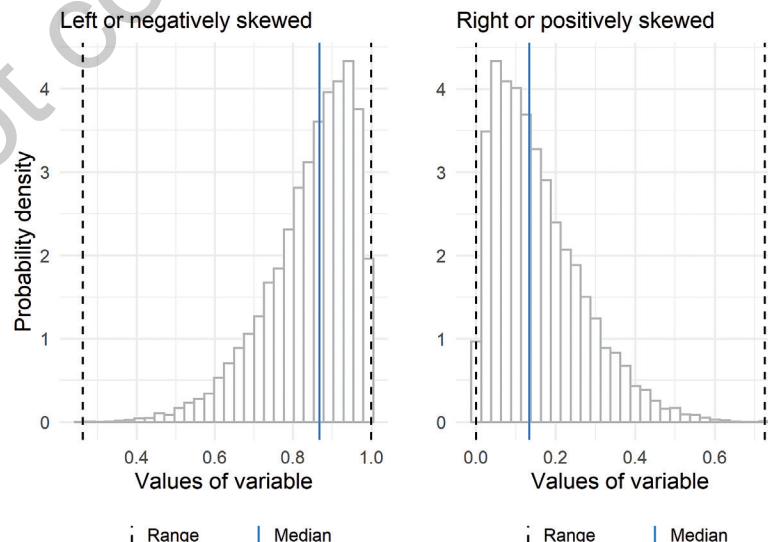 Left or negatively skewed
Probability density
4
3
2
1
0
0.4 0.6 0.8 1.0
Values of variable
Range Median
Right or positively skewed
4
3
2
1
0
0.0 0.2 0.4 0.6
Values of variable
Range Median